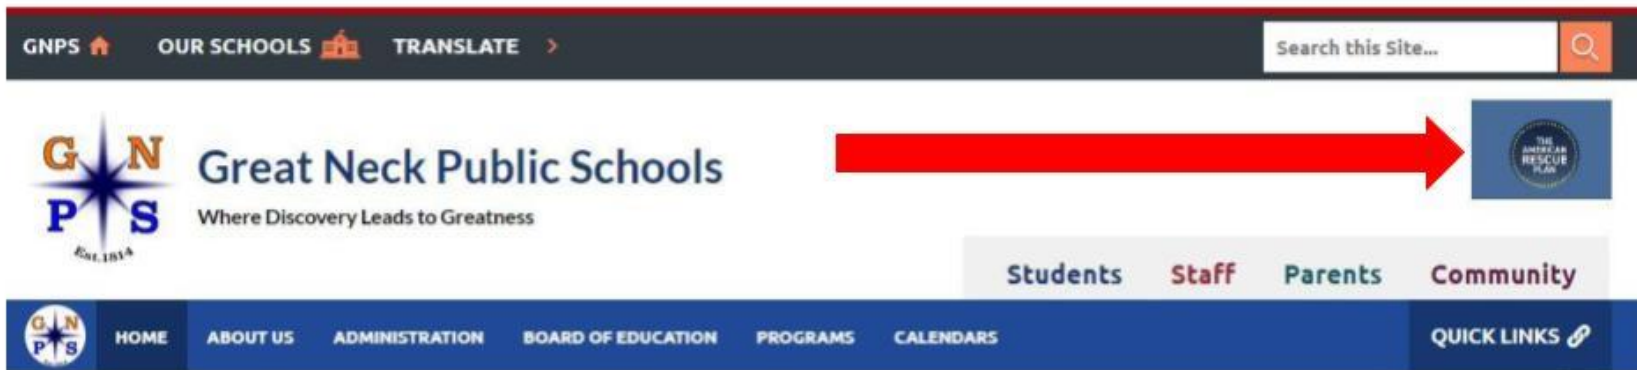 GNPS OUR SCHOOLS TRANSLATE >
Search this Site...
G N
P S
Est.1814
Great Neck Public Schools
Where Discovery Leads to Greatness
THE
AMERICAN
RESCUE
PLAN
Students Staff Parents Community
G N
P S
HOME ABOUT US ADMINISTRATION BOARD OF EDUCATION PROGRAMS CALENDARS QUICK LINKS